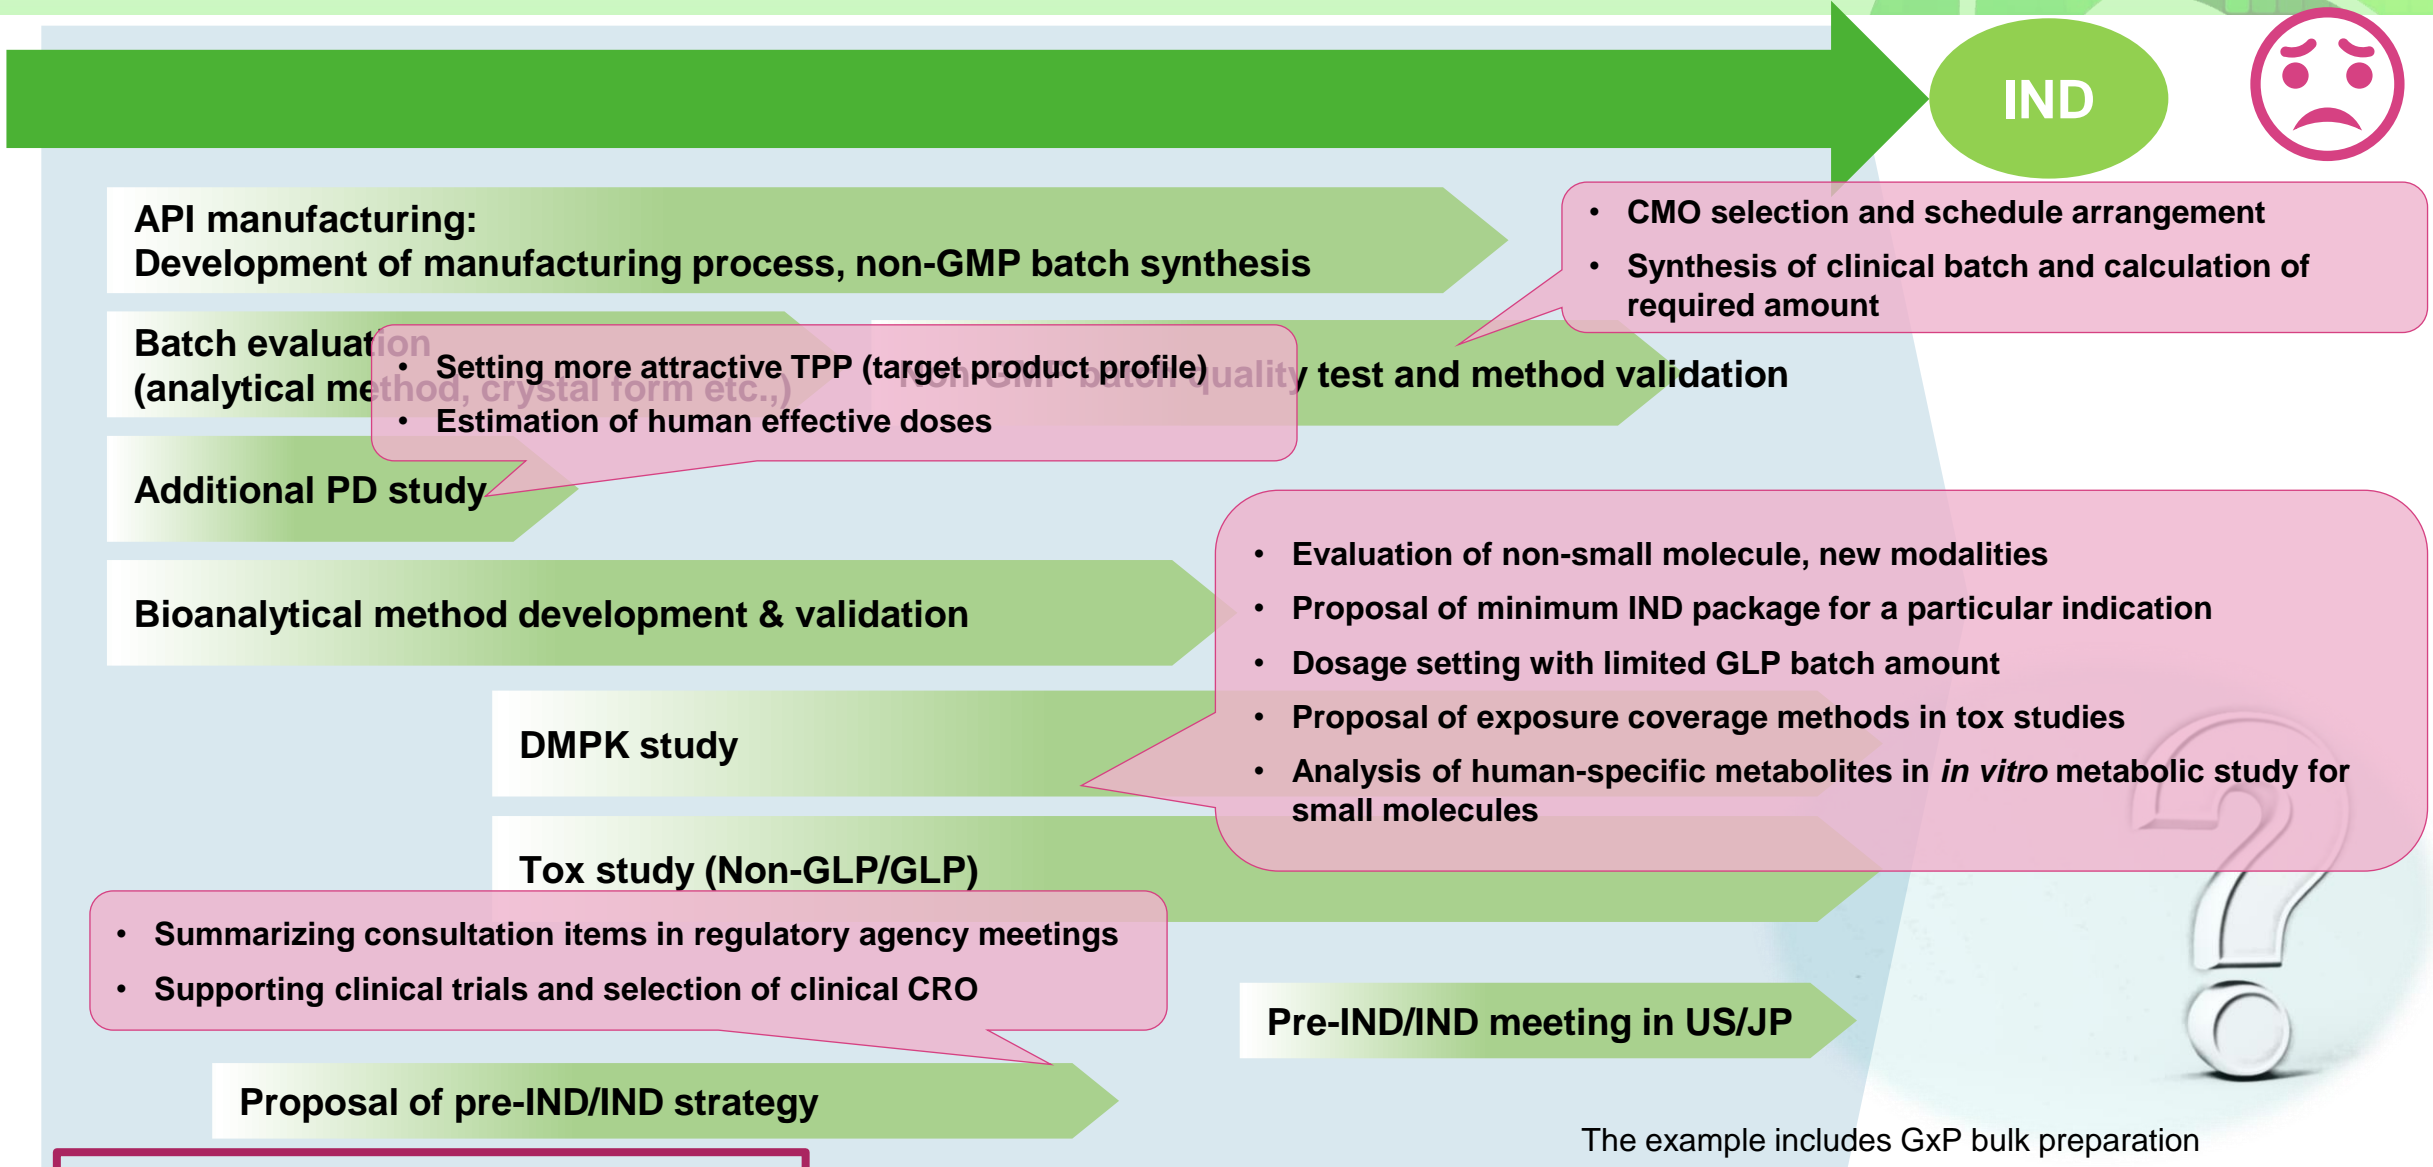 IND
API manufacturing:
Development of manufacturing process, non-GMP batch synthesis
• CMO selection and schedule arrangement
• Synthesis of clinical batch and calculation of
required amount
Batch evaluation
(analytical method, crystal form etc.,)
Non-GMP batch quality test and method validation
• Setting more attractive TPP (target product profile)
• Estimation of human effective doses
Additional PD study
Bioanalytical method development & validation
• Evaluation of non-small molecule, new modalities
• Proposal of minimum IND package for a particular indication
• Dosage setting with limited GLP batch amount
• Proposal of exposure coverage methods in tox studies
• Analysis of human-specific metabolites in in vitro metabolic study for
small molecules
DMPK study
Tox study (Non-GLP/GLP)
• Summarizing consultation items in regulatory agency meetings
• Supporting clinical trials and selection of clinical CRO
Pre-IND/IND meeting in US/JP
Proposal of pre-IND/IND strategy
The example includes GxP bulk preparation